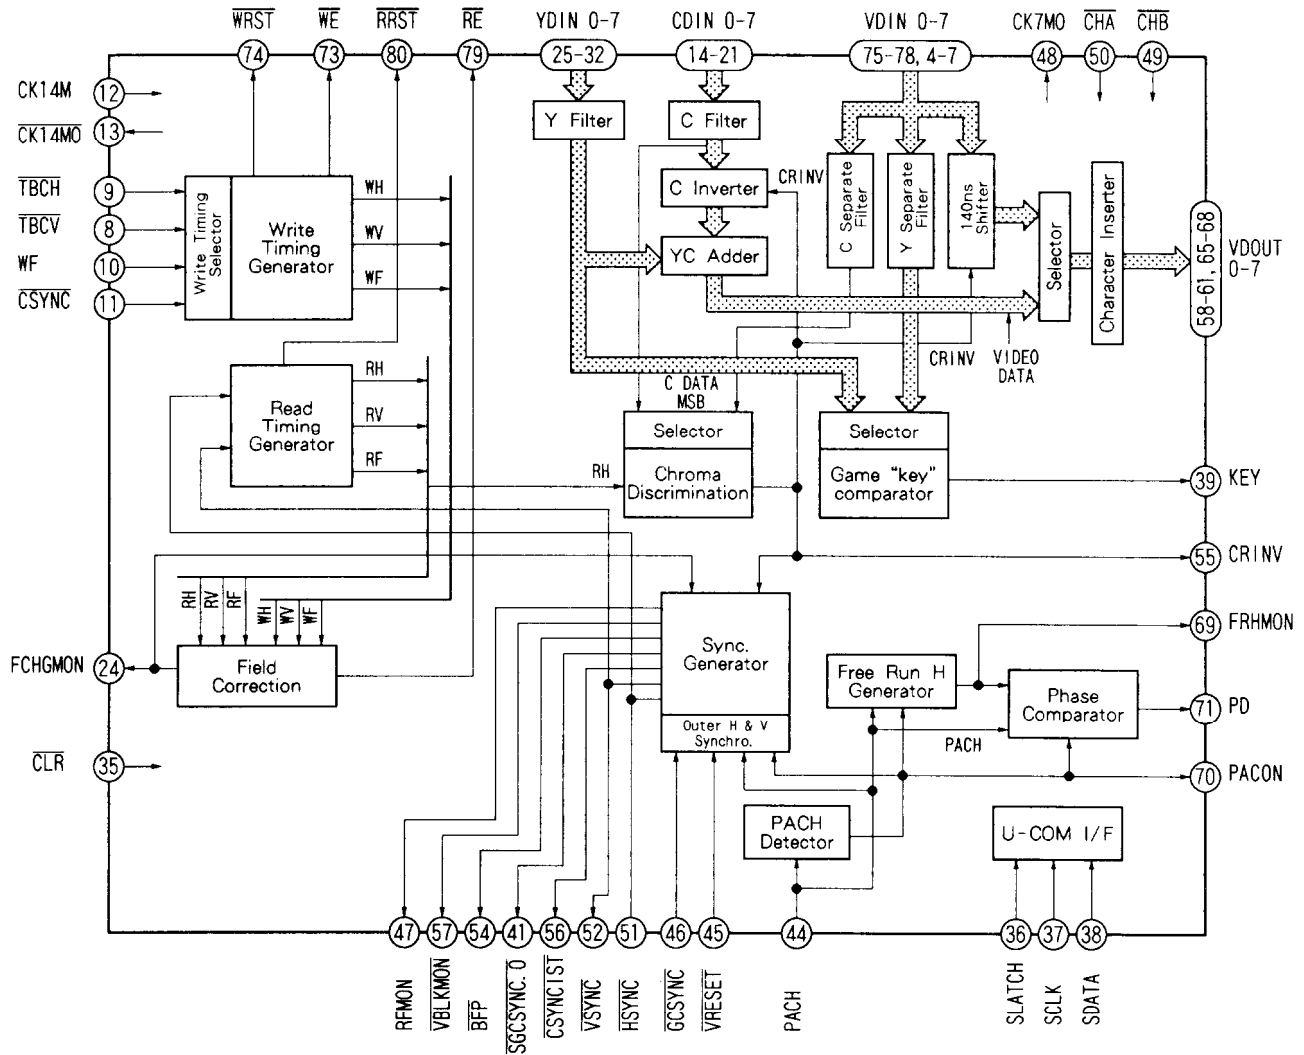 WRST WE RRST RE YDIN 0-7 CDIN 0-7 VDIN 0-7 CK7MO CHA CHB
74 73 80 79 25-32 14-21 75-78, 4-7 48 50 49
CK14M 12
CK14MO 13
TBCH 9
TBCV 8
WF 10
CSYNC 11
Write Timing
Selector
Write
Timing
Generator
WH
WV
WF
Y Filter
C Filter
C Inverter
CRINV
YC Adder
C Separate
Filter
Y Separate
Filter
140ns
Shifter
Selector
Character Inserter
58-61, 65-68
VDOUT
0-7
CRINV
VIDEO
DATA
Read
Timing
Generator
RH
RV
RF
C DATA
MSB
Selector
Chroma
Discrimination
RH
Selector
Game "key"
comparator
39 KEY
55 CRINV
RH RV RF WH WV WF
FCHGMON 24
Field
Correction
Sync.
Generator
Outer H & V
Synchro.
Free Run H
Generator
Phase
Comparator
PACH
69 FRHMON
71 PD
70 PACON
CLR 35
PACH
Detector
U-COM I/F
47 57 54 41 56 52 51 46 45 44 36 37 38
RFMON
VBLKMON
BFP
SGCSYNC.O
CSYNCIST
VSYNC
HSYNC
GCSYNC
VRESET
PACH
SLATCH
SCLK
SDATA